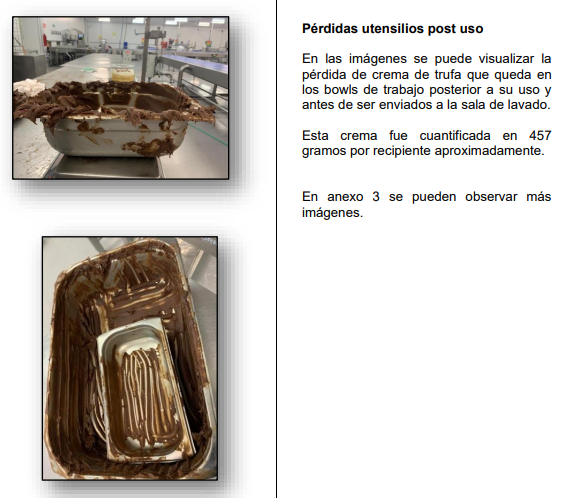 Pérdidas utensilios post uso
En las imágenes se puede visualizar la
pérdida de crema de trufa que queda en
los bowls de trabajo posterior a su uso y
antes de ser enviados a la sala de lavado.
Esta crema fue cuantificada en 457
gramos por recipiente aproximadamente.
En anexo 3 se pueden observar más
imágenes.